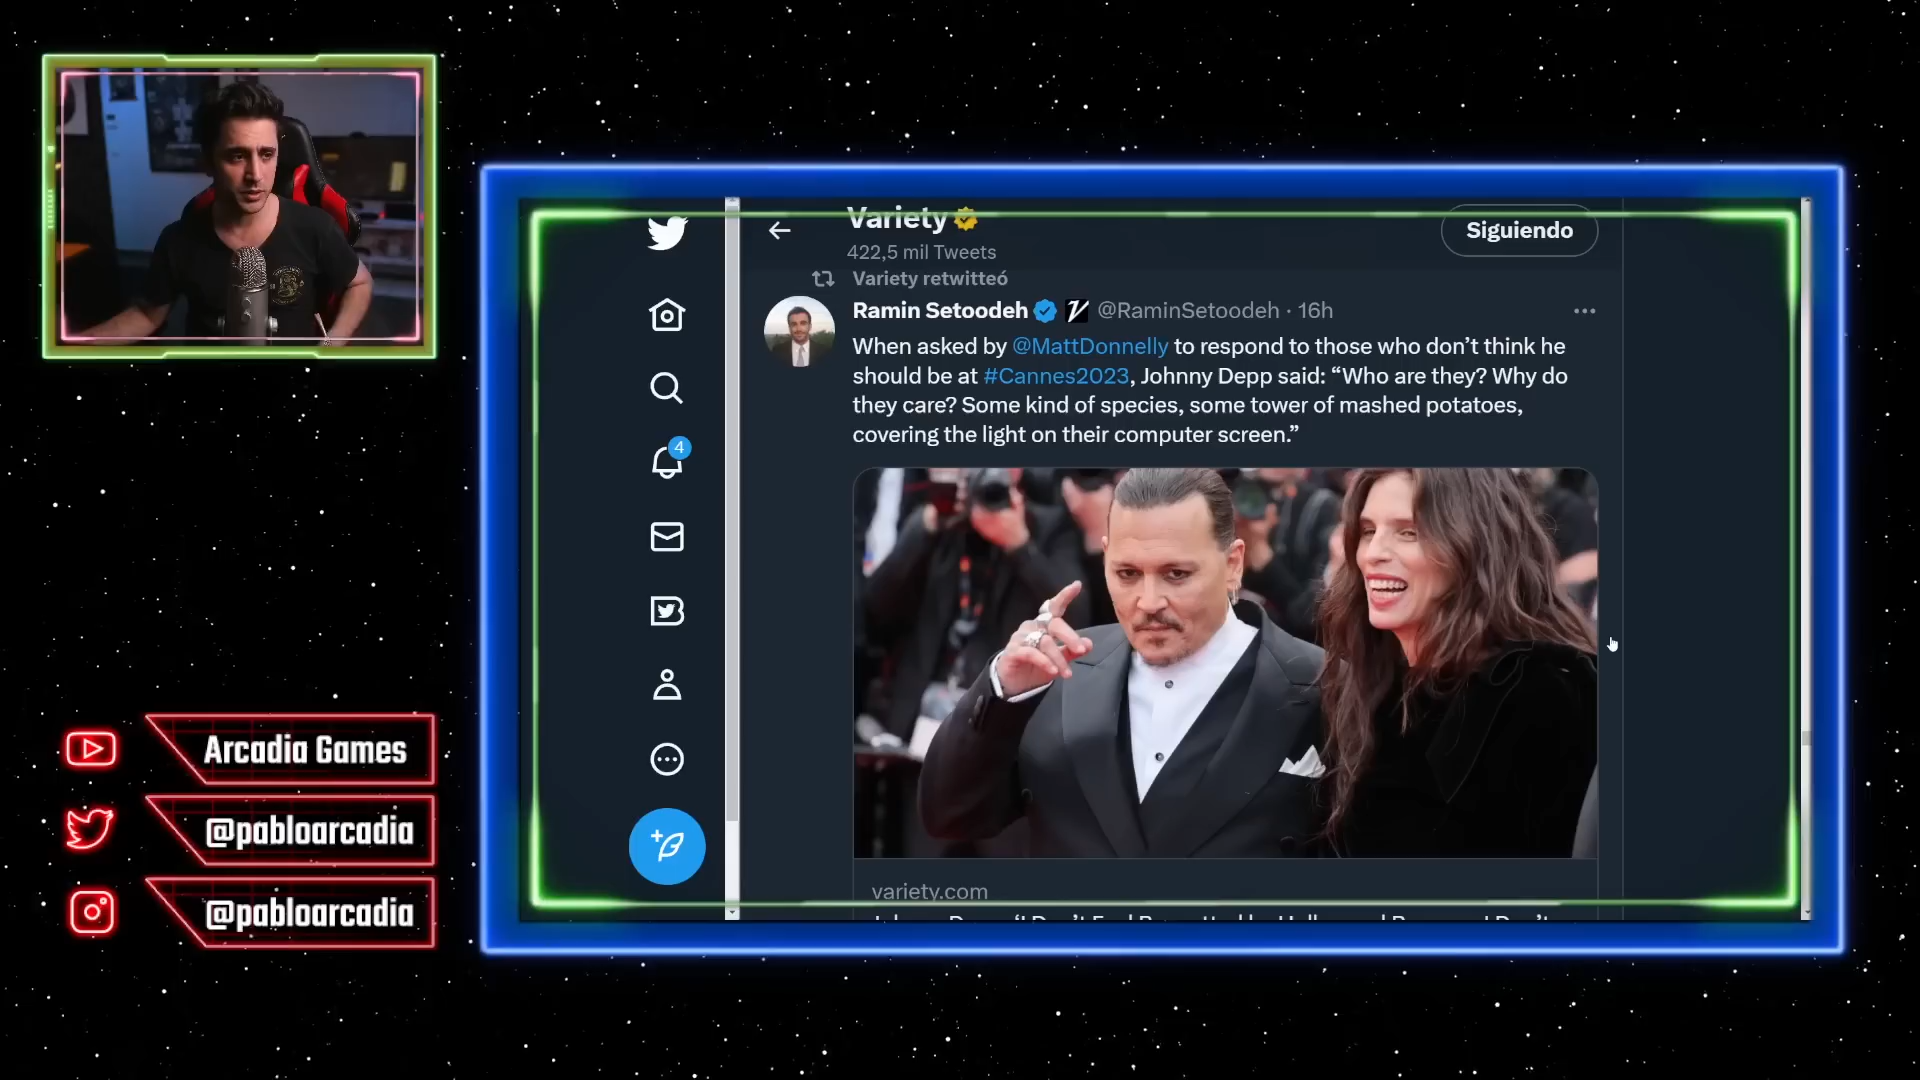 Variety
422,5 mil Tweets
Siguiendo
Variety retwitteó
Ramin Setoodeh @RaminSetoodeh · 16h
When asked by @MattDonnelly to respond to those who don’t think he
should be at #Cannes2023, Johnny Depp said: “Who are they? Why do
they care? Some kind of species, some tower of mashed potatoes,
covering the light on their computer screen.”
variety.com
4
Arcadia Games
@pabloarcadia
@pabloarcadia